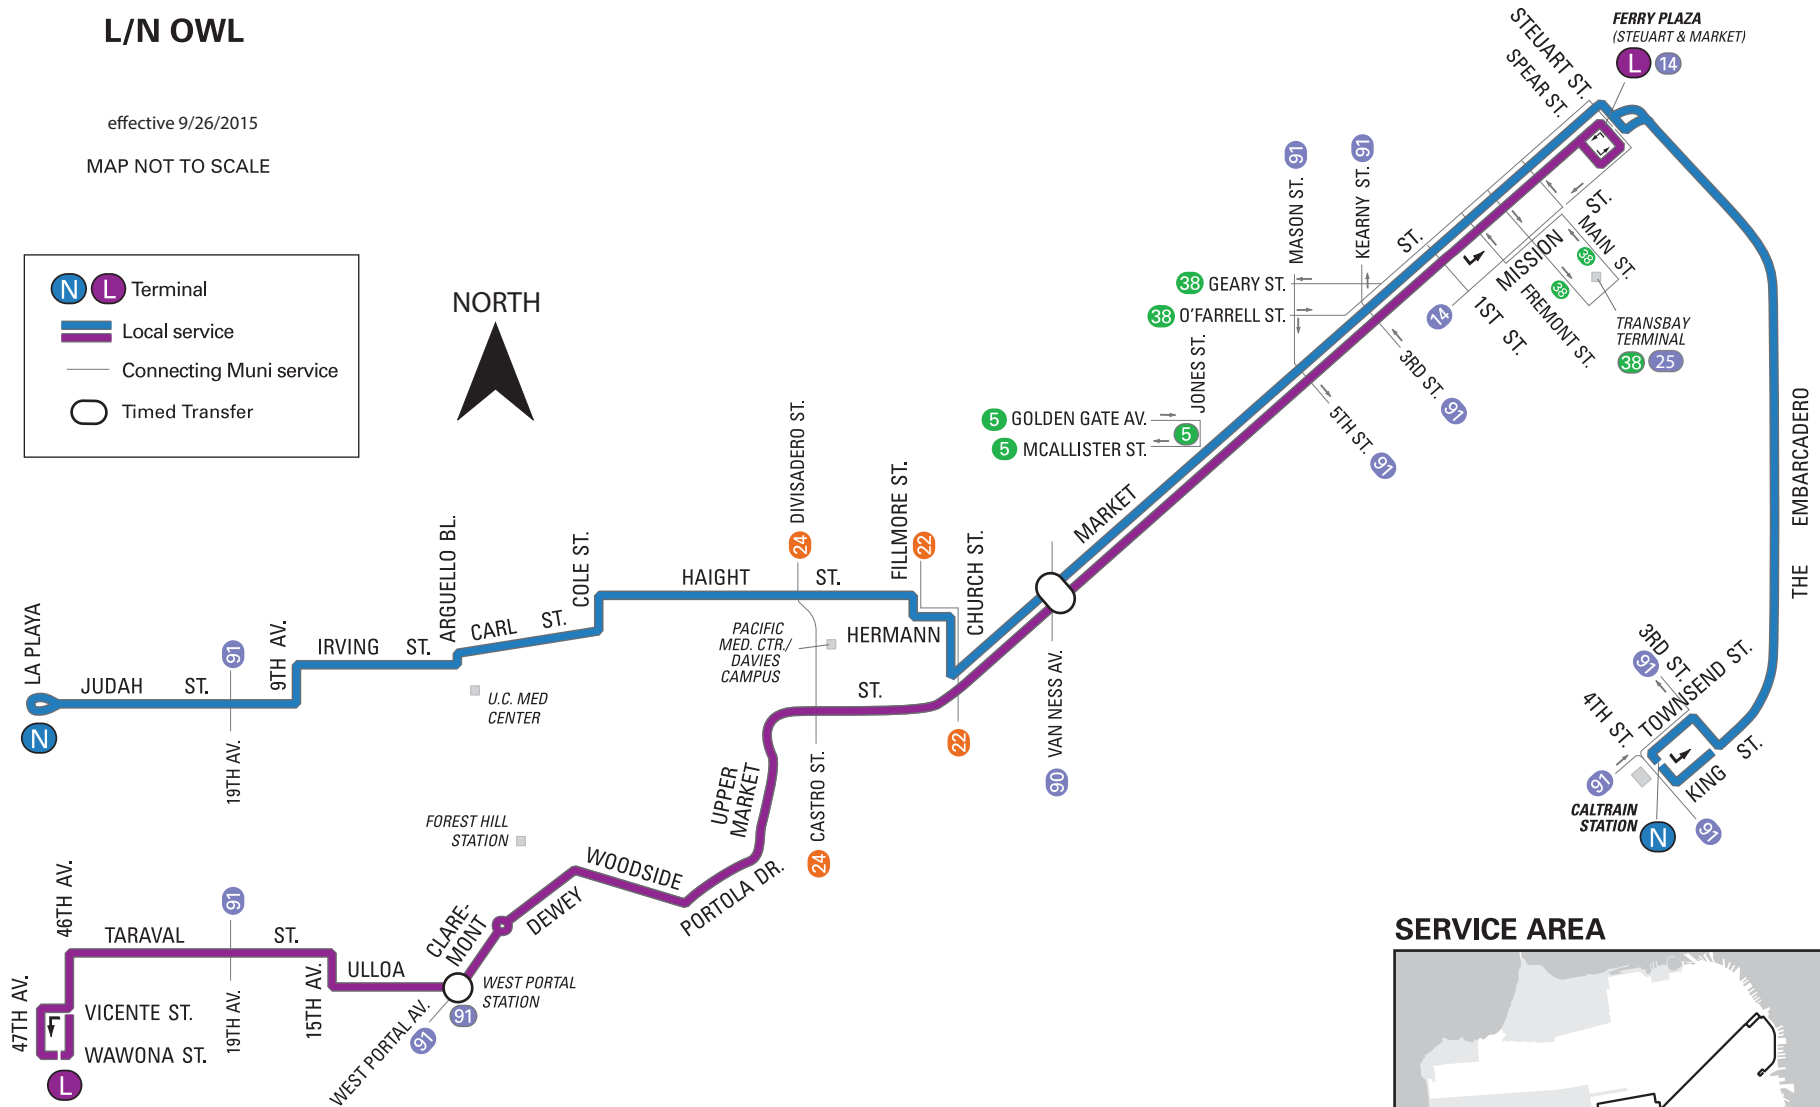 L/N OWL
effective 9/26/2015
MAP NOT TO SCALE
N L Terminal
Local service
Connecting Muni service
Timed Transfer
NORTH
STEUART ST.
SPEAR ST.
FERRY PLAZA
(STEUART & MARKET)
L 14
MASON ST. 91
KEARNY ST. 91
38 GEARY ST.
38 O'FARRELL ST.
JONES ST.
5 GOLDEN GATE AV.
5 MCALLISTER ST.
5
MARKET ST.
MISSION ST.
MAIN ST.
38
38
14
1ST ST.
FREMONT ST.
TRANSBAY
TERMINAL
38 25
3RD ST. 91
5TH ST. 91
THE EMBARCADERO
LA PLAYA
N
JUDAH ST.
91
19TH AV.
9TH AV.
IRVING ST.
ARGUELLO BL.
CARL ST.
COLE ST.
U.C. MED
CENTER
HAIGHT ST.
DIVISADERO ST.
24
FILLMORE ST.
22
HERMANN
CHURCH ST.
22
PACIFIC
MED. CTR./
DAVIES
CAMPUS
ST.
VAN NESS AV.
90
UPPER
MARKET
CASTRO ST.
24
FOREST HILL
STATION
WOODSIDE
PORTOLA DR.
DEWEY
CLARE-
MONT
46TH AV.
TARAVAL ST.
91
19TH AV.
15TH AV.
ULLOA
WEST PORTAL
STATION
91
WEST PORTAL AV.
91
47TH AV.
VICENTE ST.
WAWONA ST.
L
3RD ST.
91
TOWNSEND ST.
4TH ST.
91
KING ST.
CALTRAIN
STATION
N
91
SERVICE AREA